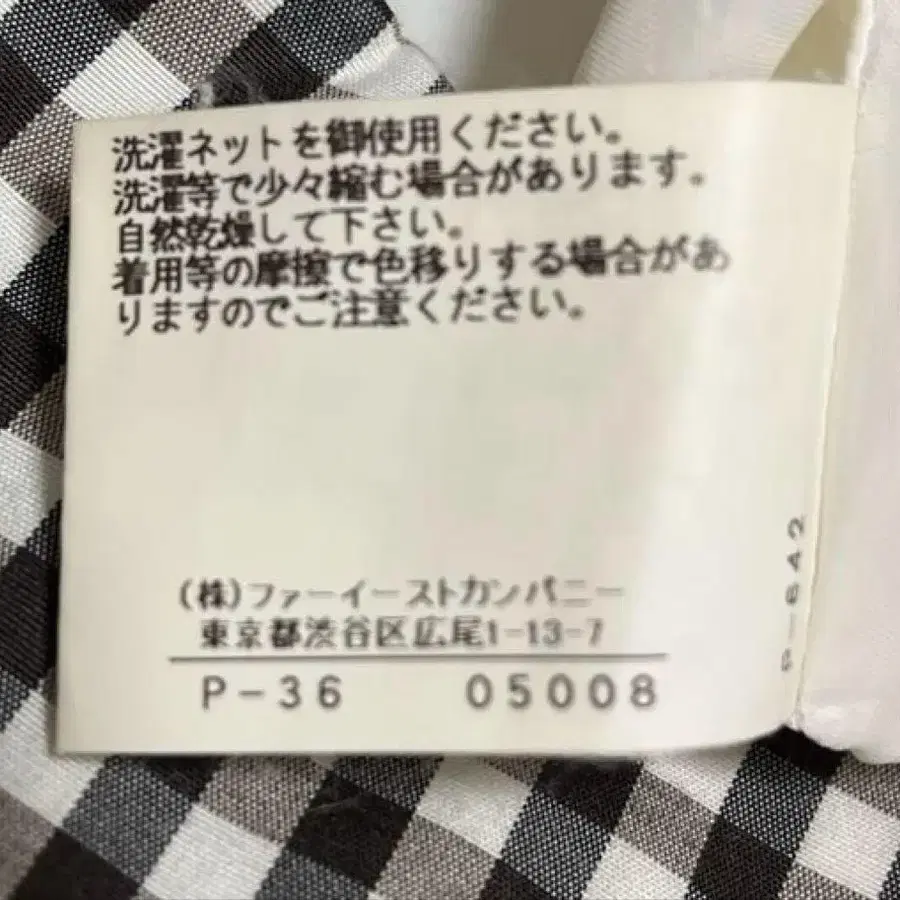 洗濯ネットを御使用ください。
洗濯等で少々縮む場合があります。
自然乾燥して下さい。
着用等の摩擦で色移りする場合があ
りますのでご注意ください。
(株)ファーイーストカンパニー
東京都渋谷区広尾1-13-7
P-36 05008
P-642